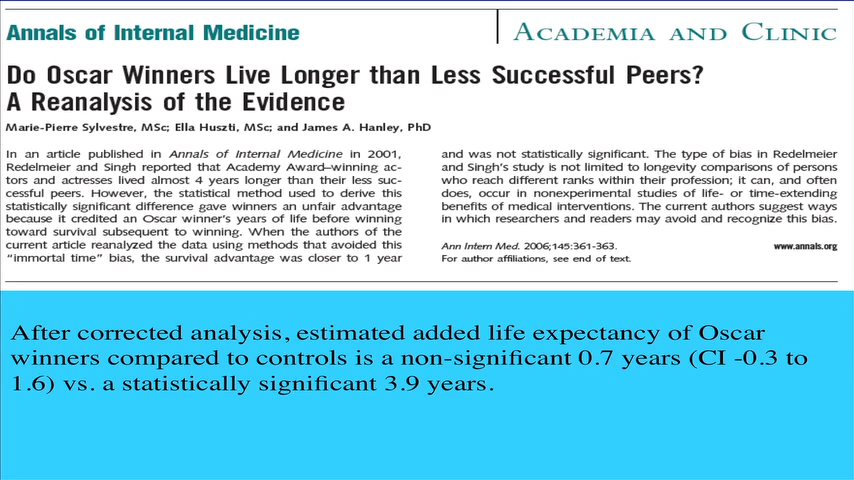 Annals of Internal Medicine
ACADEMIA AND CLINIC
Do Oscar Winners Live Longer than Less Successful Peers?
A Reanalysis of the Evidence
Marie-Pierre Sylvestre, MSc; Ella Huszti, MSc; and James A. Hanley, PhD
In an article published in Annals of Internal Medicine in 2001,
Redelmeier and Singh reported that Academy Award–winning ac-
tors and actresses lived almost 4 years longer than their less suc-
cessful peers. However, the statistical method used to derive this
statistically significant difference gave winners an unfair advantage
because it credited an Oscar winner's years of life before winning
toward survival subsequent to winning. When the authors of the
current article reanalyzed the data using methods that avoided this
“immortal time” bias, the survival advantage was closer to 1 year
and was not statistically significant. The type of bias in Redelmeier
and Singh's study is not limited to longevity comparisons of persons
who reach different ranks within their profession; it can, and often
does, occur in nonexperimental studies of life- or time-extending
benefits of medical interventions. The current authors suggest ways
in which researchers and readers may avoid and recognize this bias.
Ann Intern Med. 2006;145:361-363.
www.annals.org
For author affiliations, see end of text.
After corrected analysis, estimated added life expectancy of Oscar
winners compared to controls is a non-significant 0.7 years (CI -0.3 to
1.6) vs. a statistically significant 3.9 years.